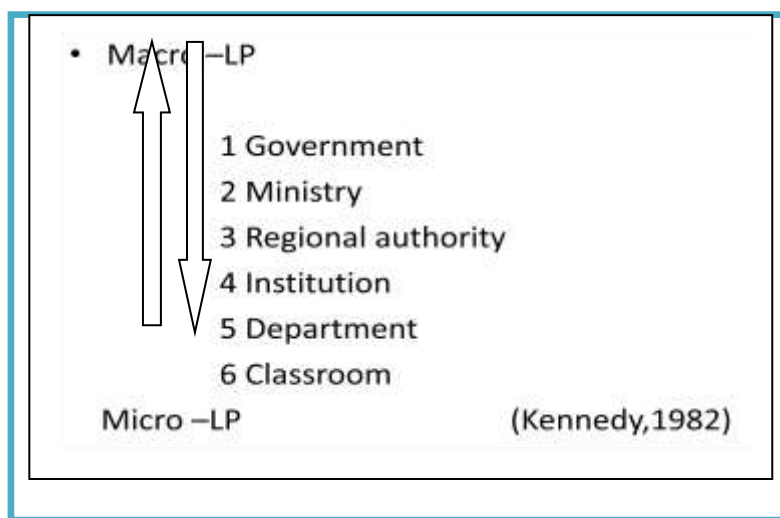 • Macro –LP
1 Government
2 Ministry
3 Regional authority
4 Institution
5 Department
6 Classroom
Micro –LP (Kennedy,1982)